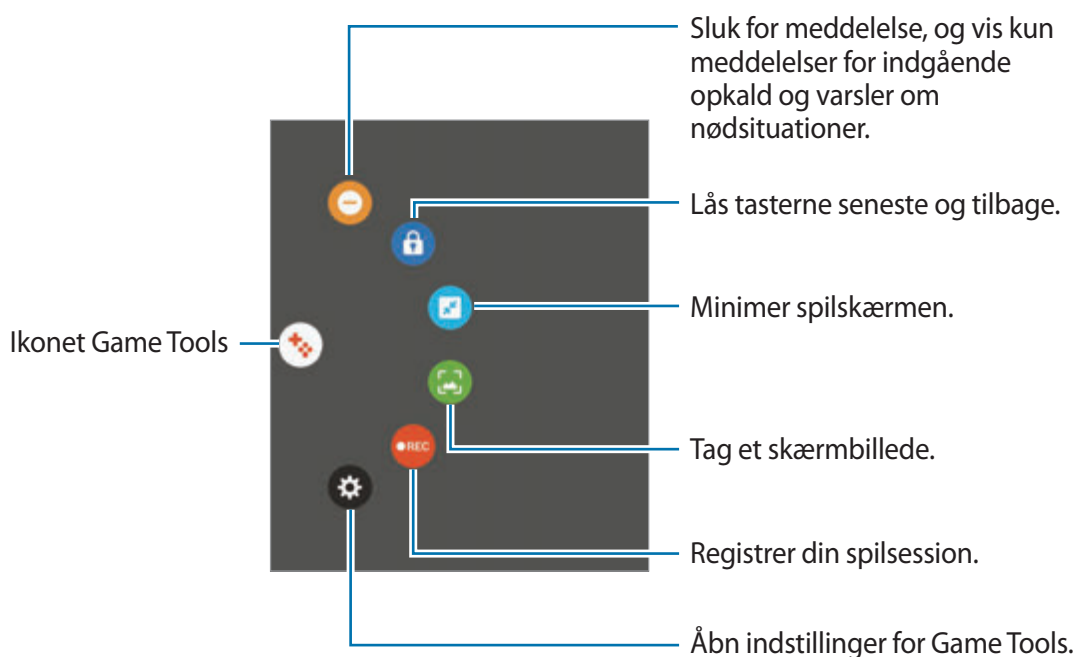 Sluk for meddelelse, og vis kun
meddelelser for indgående
opkald og varsler om
nødsituationer.
Lås tasterne seneste og tilbage.
Minimer spilskærmen.
Ikonet Game Tools
Tag et skærmbillede.
REC
Registrer din spilsession.
Åbn indstillinger for Game Tools.